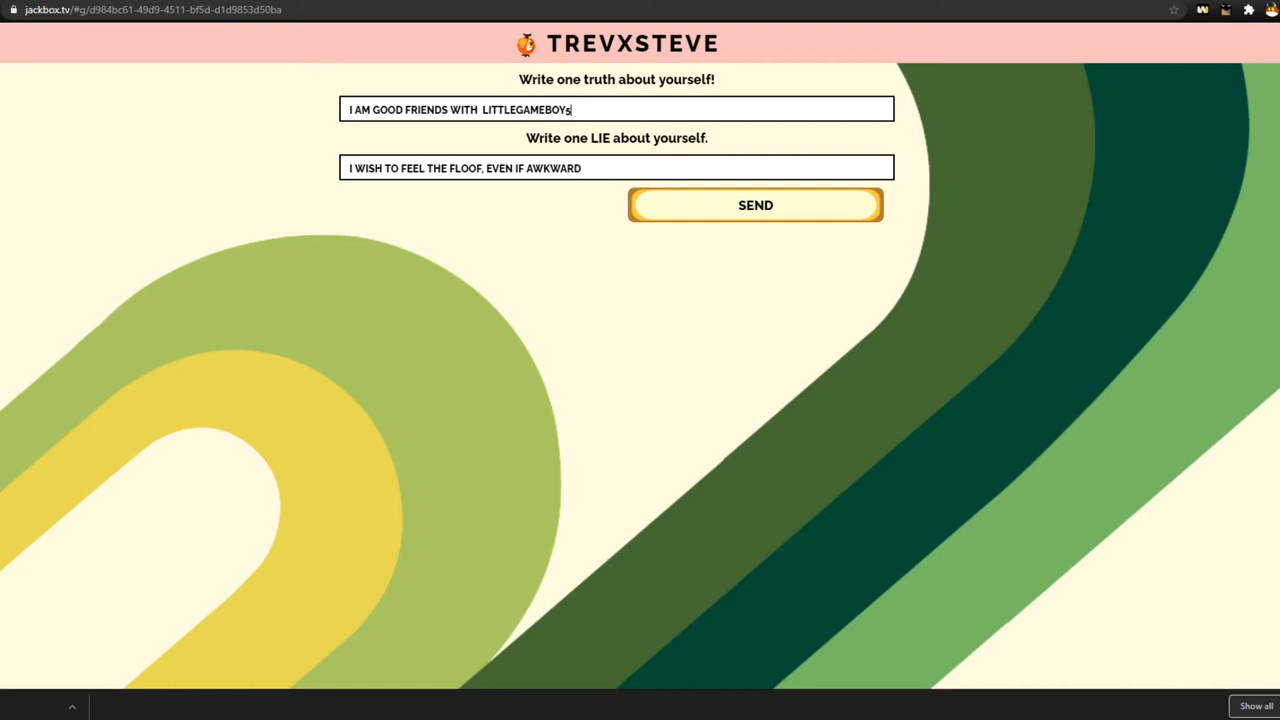 jackbox.tv/#g/d984bc61-49d9-4511-bf5d-d1d9853d50ba
TREVXSTEVE
Write one truth about yourself!
I AM GOOD FRIENDS WITH  LITTLEGAMEBOY5
Write one LIE about yourself.
I WISH TO FEEL THE FLOOF, EVEN IF AWKWARD
SEND
Show all